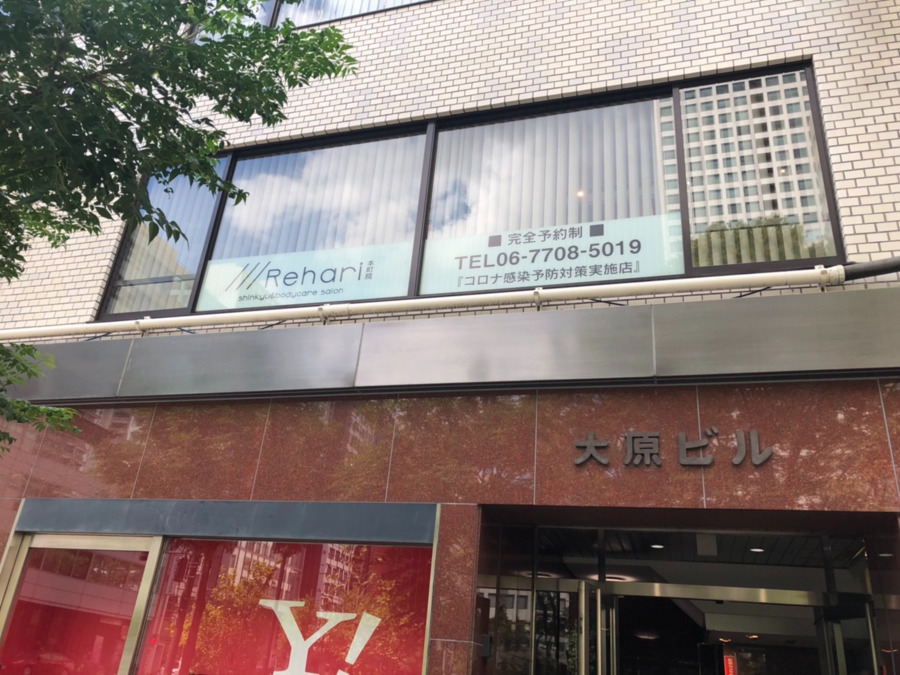 Rehari 本町院
shinkyu&bodycare salon
■ 完全予約制 ■
TEL06-7708-5019
『コロナ感染予防対策実施店』
大原ビル
Y!